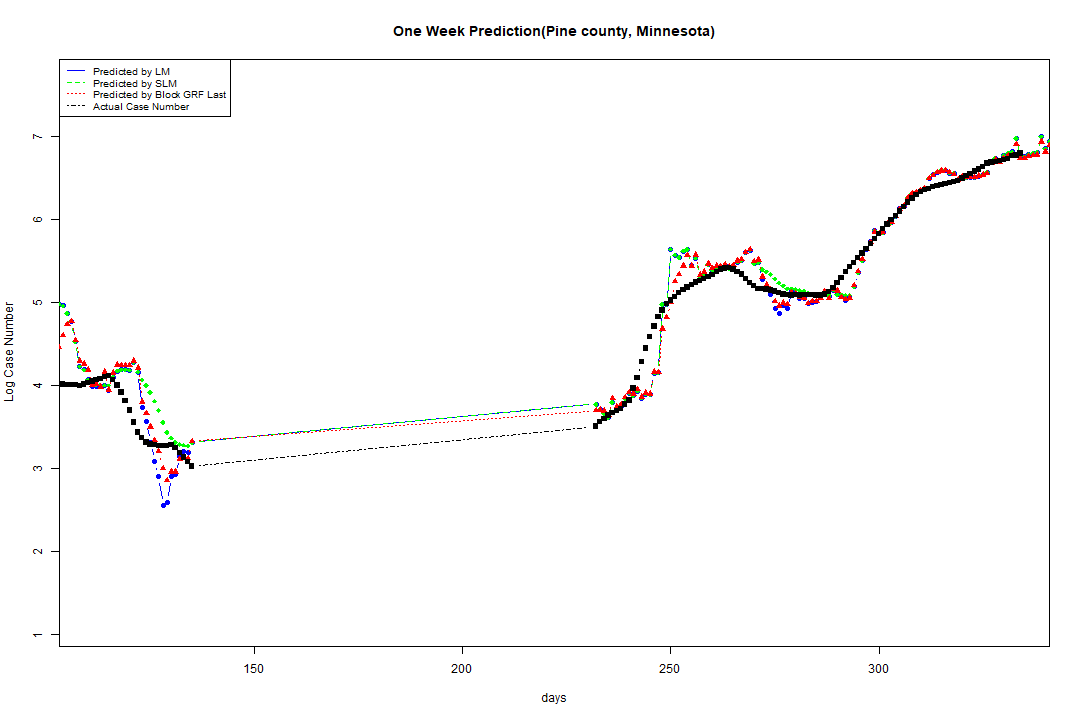 One Week Prediction(Pine county, Minnesota)
Predicted by LM
Predicted by SLM
Predicted by Block GRF Last
Actual Case Number
7
6
5
4
3
2
1
Log Case Number
150
200
250
300
days